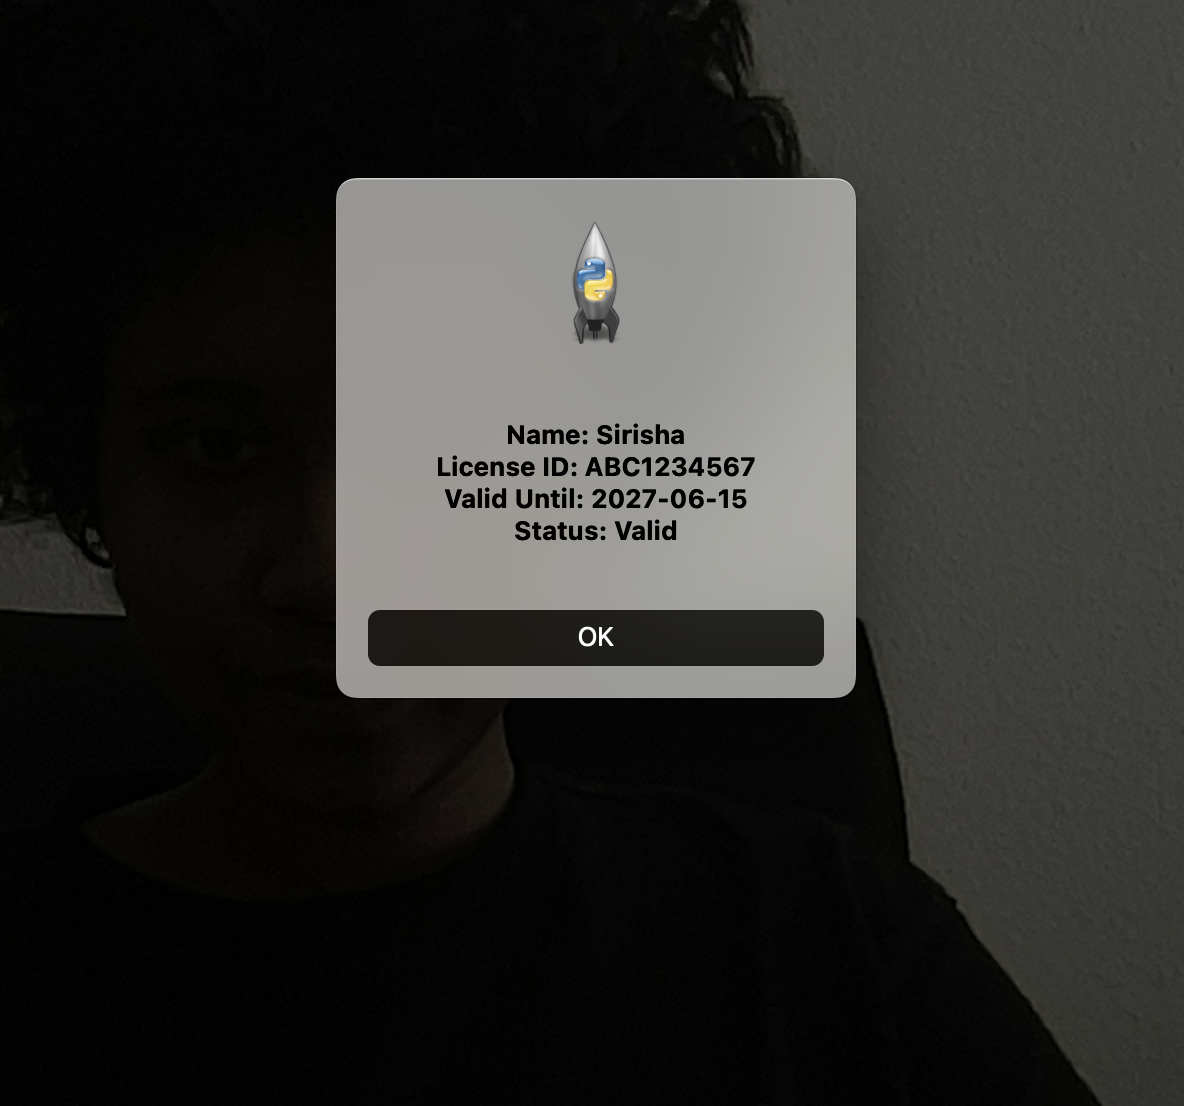 Name: Sirisha
License ID: ABC1234567
Valid Until: 2027-06-15
Status: Valid
OK